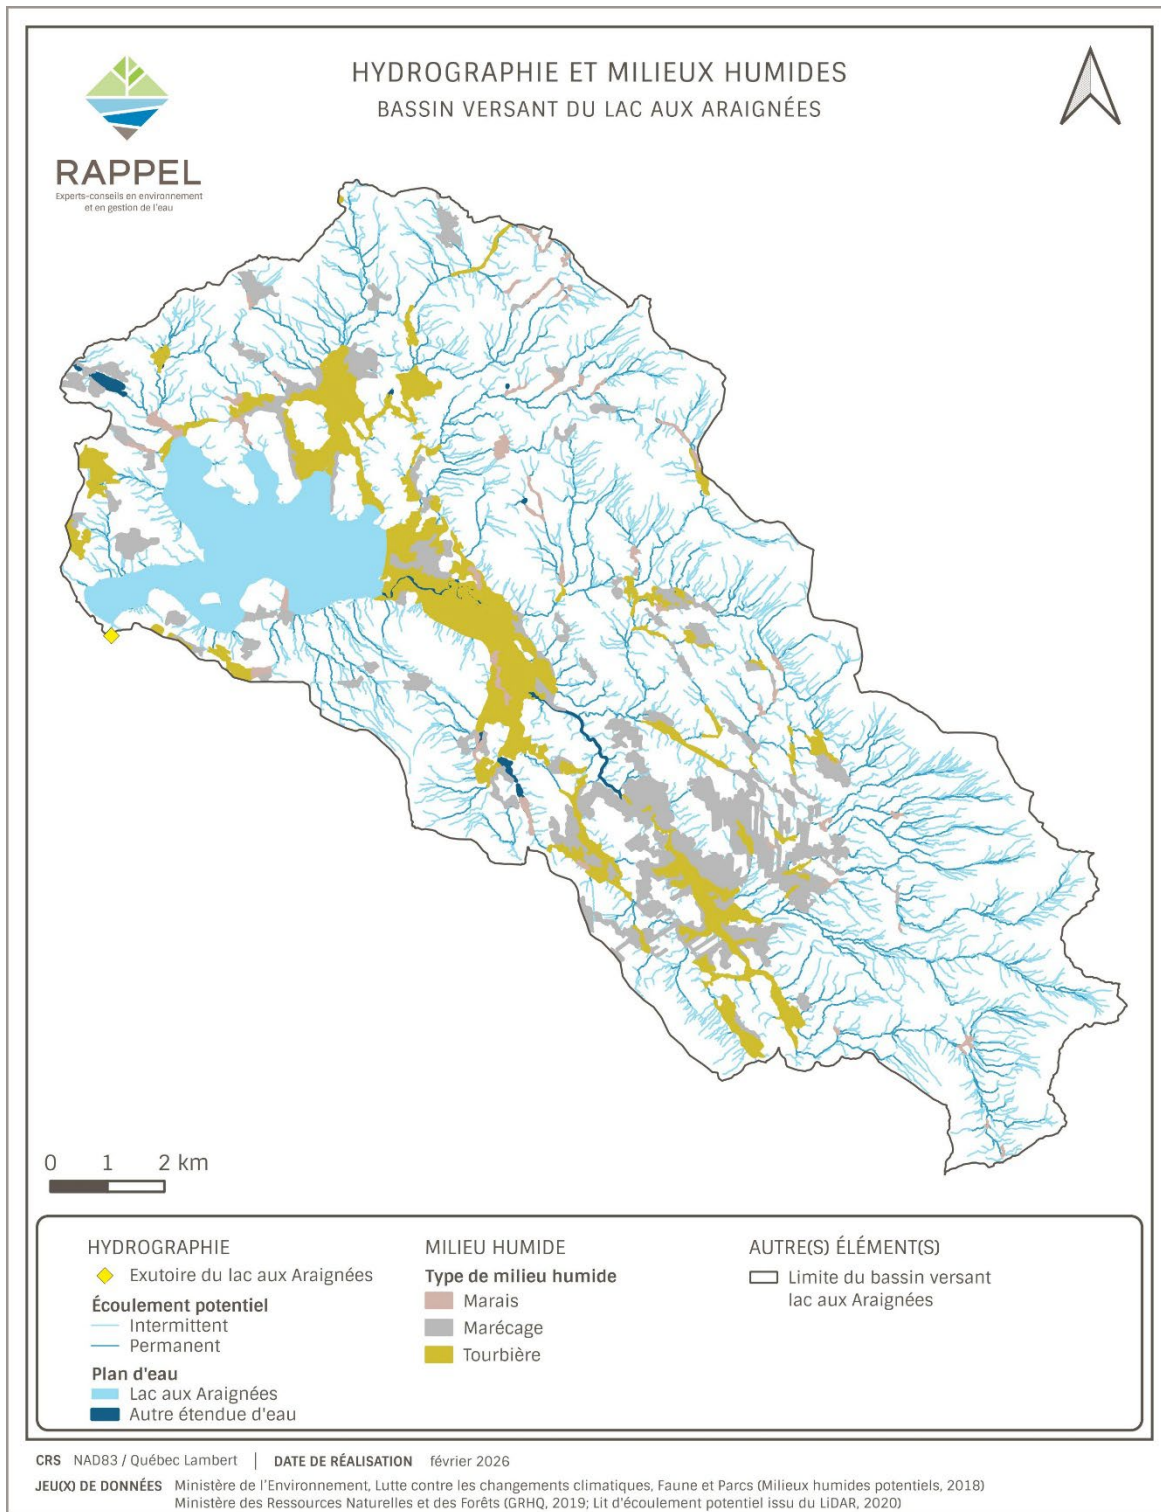 HYDROGRAPHIE ET MILIEUX HUMIDES
BASSIN VERSANT DU LAC AUX ARAIGNÉES
RAPPEL
Experts-conseils en environnement
et en gestion de l'eau
0 1 2 km
HYDROGRAPHIE
Exutoire du lac aux Araignées
Écoulement potentiel
Intermittent
Permanent
Plan d'eau
Lac aux Araignées
Autre étendue d'eau
MILIEU HUMIDE
Type de milieu humide
Marais
Marécage
Tourbière
AUTRE(S) ÉLÉMENT(S)
Limite du bassin versant
lac aux Araignées
CRS NAD83 / Québec Lambert | DATE DE RÉALISATION février 2026
JEU(X) DE DONNÉES Ministère de l'Environnement, Lutte contre les changements climatiques, Faune et Parcs (Milieux humides potentiels, 2018)
Ministère des Ressources Naturelles et des Forêts (GRHQ, 2019; Lit d'écoulement potentiel issu du LiDAR, 2020)